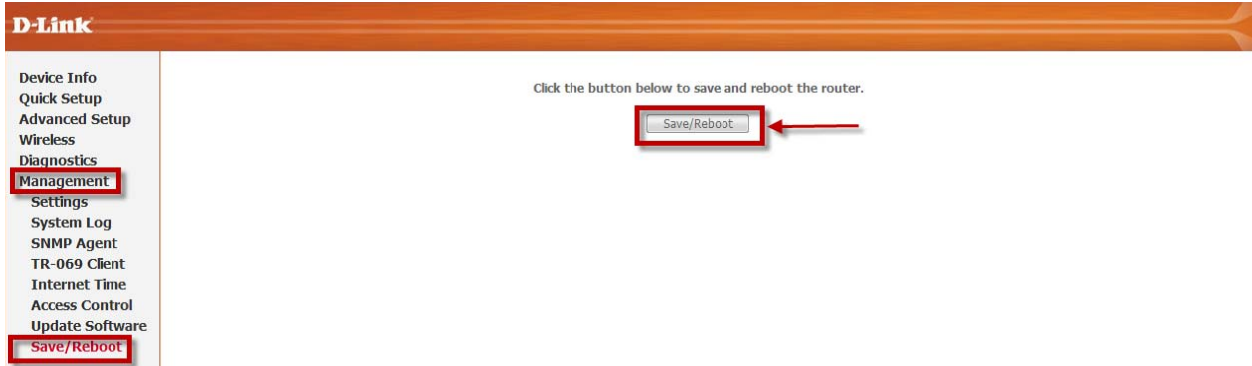 D-Link
Device Info
Quick Setup
Advanced Setup
Wireless
Diagnostics
Management
Settings
System Log
SNMP Agent
TR-069 Client
Internet Time
Access Control
Update Software
Save/Reboot
Click the button below to save and reboot the router.
Save/Reboot